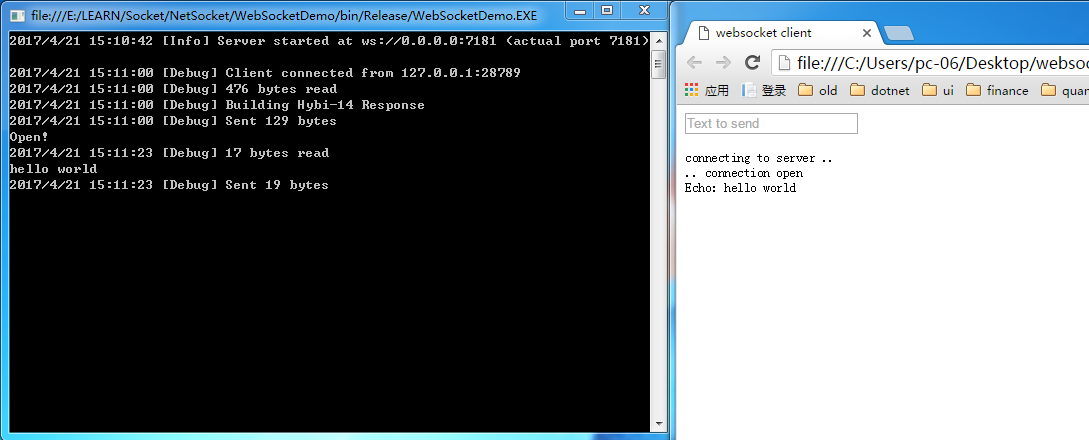 file:///E:/LEARN/Socket/NetSocket/WebSocketDemo/bin/Release/WebSocketDemo.EXE
2017/4/21 15:10:42 [Info] Server started at ws://0.0.0.0:7181 (actual port 7181)
2017/4/21 15:11:00 [Debug] Client connected from 127.0.0.1:28789
2017/4/21 15:11:00 [Debug] 476 bytes read
2017/4/21 15:11:00 [Debug] Building Hybi-14 Response
2017/4/21 15:11:00 [Debug] Sent 129 bytes
Open!
2017/4/21 15:11:23 [Debug] 17 bytes read
hello world
2017/4/21 15:11:23 [Debug] Sent 19 bytes
websocket client
file:///C:/Users/pc-06/Desktop/websoc
应用 登录 old dotnet ui finance quan
Text to send
connecting to server ..
.. connection open
Echo: hello world